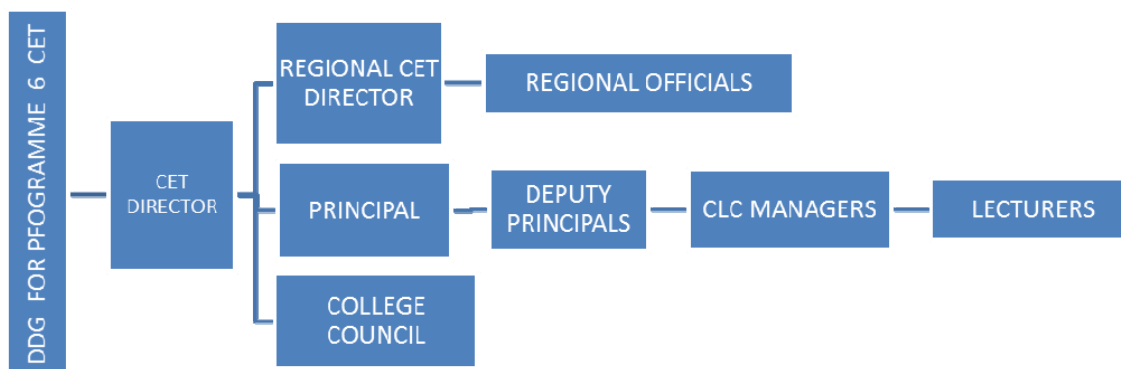 DDG FOR PFOGRAMME 6 CET
CET
DIRECTOR
REGIONAL CET
DIRECTOR
REGIONAL OFFICIALS
PRINCIPAL
DEPUTY
PRINCIPALS
CLC MANAGERS
LECTURERS
COLLEGE
COUNCIL